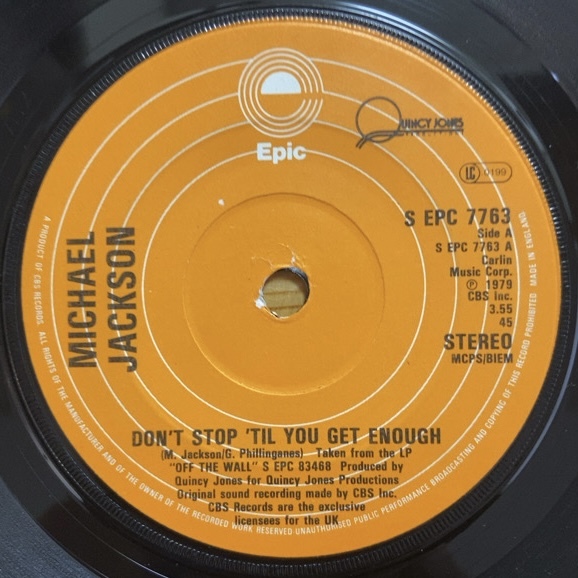 Epic
QUINCY JONES
PRODUCTIONS
LC 0199
S EPC 7763
Side A
S EPC 7763 A
Carlin
Music Corp.
℗ 1979
CBS Inc.
3.55
45
STEREO
MCPS/BIEM
MICHAEL
JACKSON
DON'T STOP 'TIL YOU GET ENOUGH
(M. Jackson/G. Phillinganes) - Taken from the LP
"OFF THE WALL" S EPC 83468 Produced by
Quincy Jones for Quincy Jones Productions
Original sound recording made by CBS Inc.
CBS Records are the exclusive
licensees for the UK
A PRODUCT OF CBS RECORDS. ALL RIGHTS OF THE MANUFACTURER AND OF THE OWNER OF THE RECORDED WORK RESERVED UNAUTHORISED PUBLIC PERFORMANCE BROADCASTING AND COPYING OF THIS RECORD PROHIBITED MADE IN ENGLAND